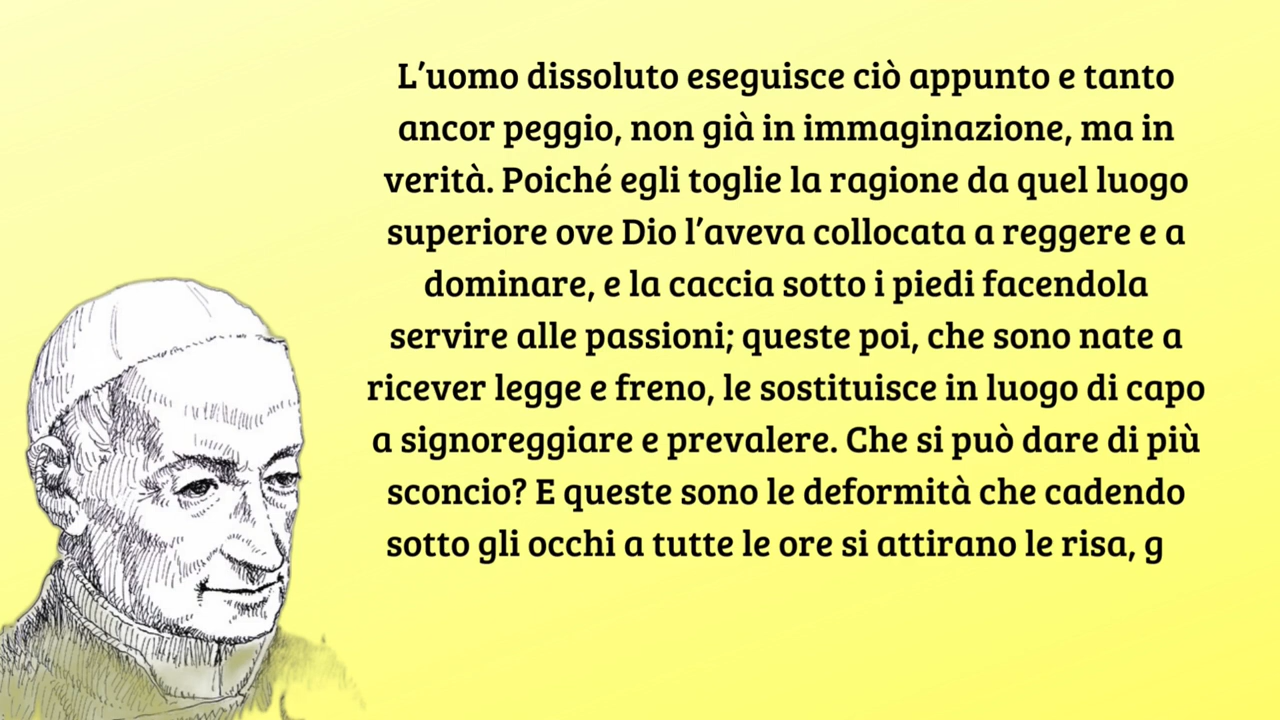 L’uomo dissoluto eseguisce ciò appunto e tanto
ancor peggio, non già in immaginazione, ma in
verità. Poiché egli toglie la ragione da quel luogo
superiore ove Dio l’aveva collocata a reggere e a
dominare, e la caccia sotto i piedi facendola
servire alle passioni; queste poi, che sono nate a
ricever legge e freno, le sostituisce in luogo di capo
a signoreggiare e prevalere. Che si può dare di più
sconcio? E queste sono le deformità che cadendo
sotto gli occhi a tutte le ore si attirano le risa, g